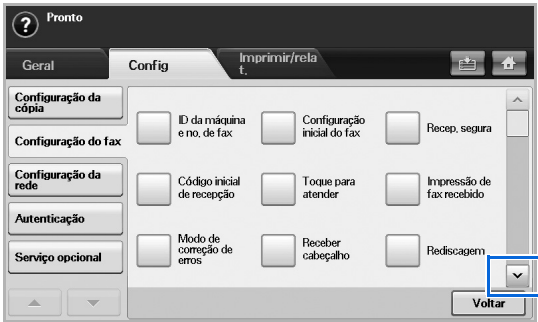 Pronto
Geral
Config
Imprimir/rela
t.
Configuração da
cópia
Configuração do fax
Configuração da
rede
Autenticação
Serviço opcional
ID da máquina
e no. de fax
Configuração
inicial do fax
Recep. segura
Código inicial
de recepção
Toque para
atender
Impressão de
fax recebido
Modo de
correção de
erros
Receber
cabeçalho
Rediscagem
Voltar